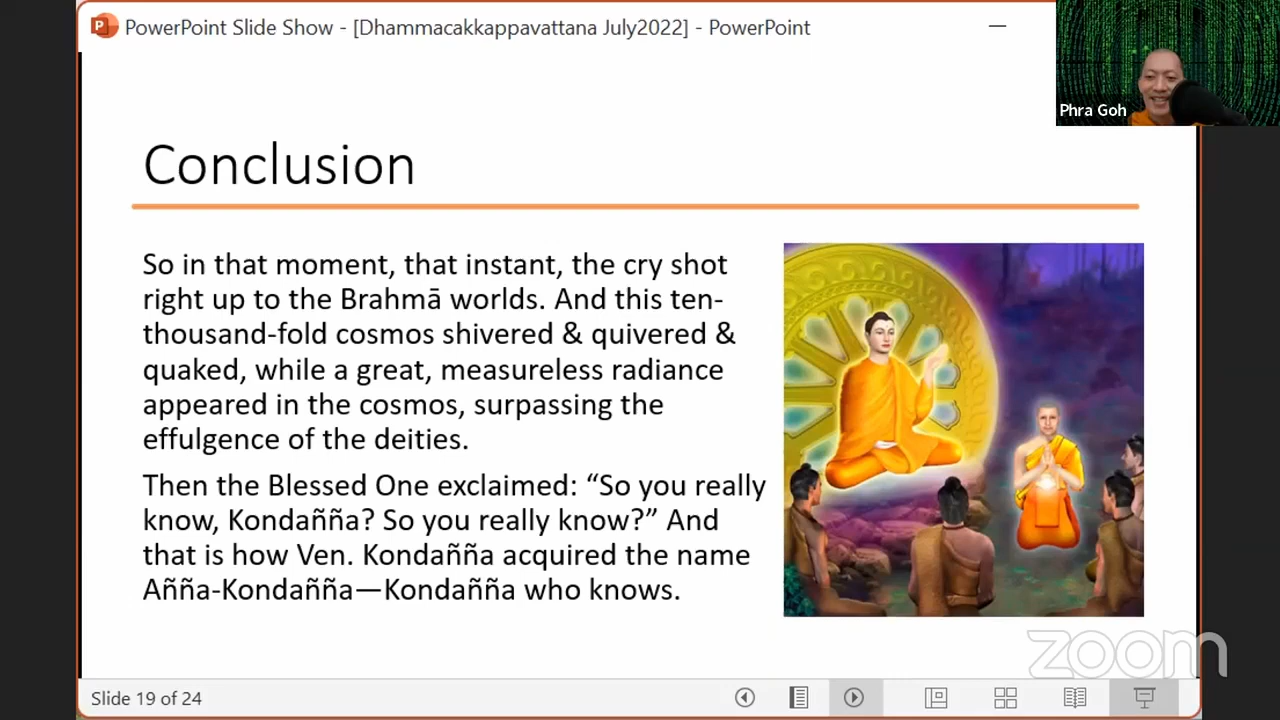 PowerPoint Slide Show - [Dhammacakkappavattana July2022] - PowerPoint
Phra Goh
Conclusion
So in that moment, that instant, the cry shot
right up to the Brahmā worlds. And this ten-
thousand-fold cosmos shivered & quivered &
quaked, while a great, measureless radiance
appeared in the cosmos, surpassing the
effulgence of the deities.
Then the Blessed One exclaimed: “So you really
know, Kondañña? So you really know?” And
that is how Ven. Kondañña acquired the name
Añña-Kondañña—Kondañña who knows.
zoom
Slide 19 of 24